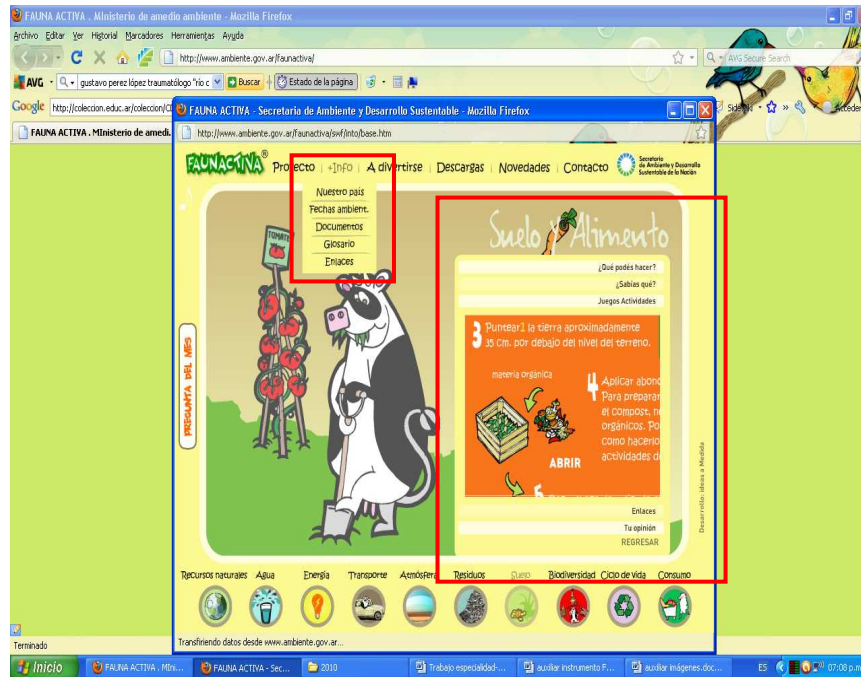 FAUNA ACTIVA . MInisterio de amedio ambiente - Mozilla Firefox
Archivo Editar Ver Historial Marcadores Herramientas Ayuda
http://www.ambiente.gov.ar/faunactiva/
AVG Secure Search
AVG
gustavo perez lópez traumatólogo "río c
Buscar
Estado de la página
Google
http://coleccion.educ.ar/coleccion/CD
FAUNA ACTIVA . MInisterio de amedi...
FAUNA ACTIVA - Secretaria de Ambiente y Desarrollo Sustentable - Mozilla Firefox
http://www.ambiente.gov.ar/faunactiva/swf/into/base.htm
FAUNACTIVA® Proyecto +Info A divertirse Descargas Novedades Contacto
Secretaría
de Ambiente y Desarrollo
Sustentable de la Nación
Nuestro país
Fechas ambient.
Documentos
Glosario
Enlaces
TOMATE
PREGUNTA DEL MES
Suelo y Alimento
¿Qué podés hacer?
¿Sabías qué?
Juegos Actividades
3 Puntear1 la tierra aproximadamente
35 cm. por debajo del nivel del terreno.
materia orgánica
4 Aplicar abono
Para preparar
el compost, n
orgánicos. Po
como hacerlo
actividades d
ABRIR
5
Enlaces
Tu opinión
REGRESAR
Desarrollo: Ideas a Medida
Recursos naturales Agua Energía Transporte Atmósfera Residuos Suelo Biodiversidad Ciclo de vida Consumo
Transfiriendo datos desde www.ambiente.gov.ar...
Terminado
Inicio
FAUNA ACTIVA . MIni...
FAUNA ACTIVA - Sec...
2010
Trabajo especialidad-...
auxiliar instrumento F...
auxiliar imágenes.doc...
ES
07:08 p.m.